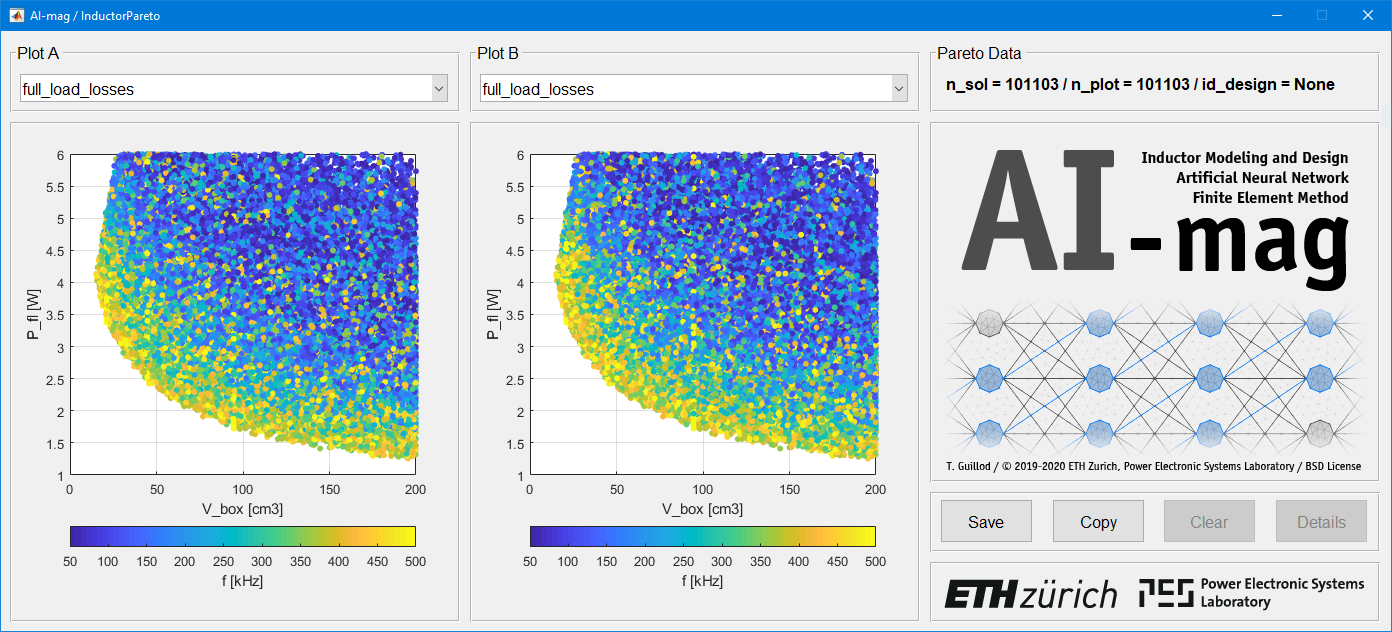 AI-mag / InductorPareto
Plot A
full_load_losses
6
5.5
5
4.5
4
3.5
3
2.5
2
1.5
1
P_fl [W]
0 50 100 150 200
V_box [cm3]
50 100 150 200 250 300 350 400 450 500
f [kHz]
Plot B
full_load_losses
6
5.5
5
4.5
4
3.5
3
2.5
2
1.5
1
P_fl [W]
0 50 100 150 200
V_box [cm3]
50 100 150 200 250 300 350 400 450 500
f [kHz]
Pareto Data
n_sol = 101103 / n_plot = 101103 / id_design = None
Inductor Modeling and Design
Artificial Neural Network
Finite Element Method
AI-mag
T. Guillod / © 2019-2020 ETH Zurich, Power Electronic Systems Laboratory / BSD License
Save Copy Clear Details
ETH zürich
PES Power Electronic Systems
Laboratory